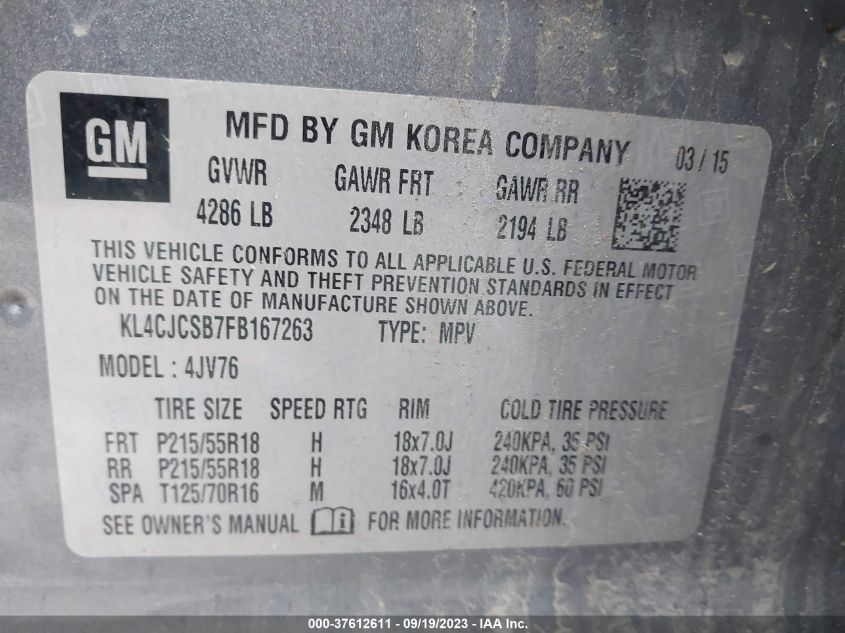 GM
MFD BY GM KOREA COMPANY 03 / 15
GVWR GAWR FRT GAWR RR
4286 LB 2348 LB 2194 LB
THIS VEHICLE CONFORMS TO ALL APPLICABLE U.S. FEDERAL MOTOR
VEHICLE SAFETY AND THEFT PREVENTION STANDARDS IN EFFECT
ON THE DATE OF MANUFACTURE SHOWN ABOVE.
KL4CJCSB7FB167263 TYPE: MPV
MODEL : 4JV76
TIRE SIZE SPEED RTG RIM COLD TIRE PRESSURE
FRT P215/55R18 H 18x7.0J 240KPA, 35 PSI
RR P215/55R18 H 18x7.0J 240KPA, 35 PSI
SPA T125/70R16 M 16x4.0T 420KPA, 60 PSI
SEE OWNER'S MANUAL i FOR MORE INFORMATION.
000-37612611 - 09/19/2023 - IAA Inc.